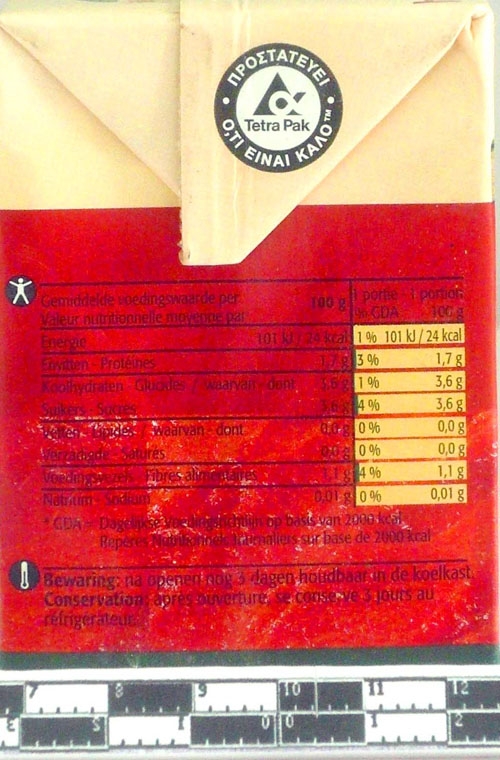 ΠΡΟΣΤΑΤΕΥΕΙ
Tetra Pak
Ο,ΤΙ ΕΙΝΑΙ ΚΑΛΟ™
Gemiddelde voedingswaarde per: 100 g 1 portie - 1 portion
Valeur nutritionnelle moyenne par % GDA 100 g
Energie 101 kJ / 24 kcal 1 % 101 kJ / 24 kcal
Eiwitten - Protéines 1,7 g 3 % 1,7 g
Koolhydraten - Glucides / waarvan - dont 3,6 g 1 % 3,6 g
Suikers - Sucres 3,6 g 4 % 3,6 g
Vetten - Lipides / waarvan - dont 0,0 g 0 % 0,0 g
Verzadigde - Saturés 0,0 g 0 % 0,0 g
Voedingsvezels - Fibres alimentaires 1,1 g 4 % 1,1 g
Natrium - Sodium 0,01 g 0 % 0,01 g
* GDA = Dagelijkse Voedingsrichtlijn op basis van 2000 kcal
Repères Nutritionnels Journaliers sur base de 2000 kcal
Bewaring: na openen nog 3 dagen houdbaar in de koelkast.
Conservation: après ouverture, se conserve 3 jours au
réfrigérateur.
7 8 9 10 11 12
1 0 0 1 2